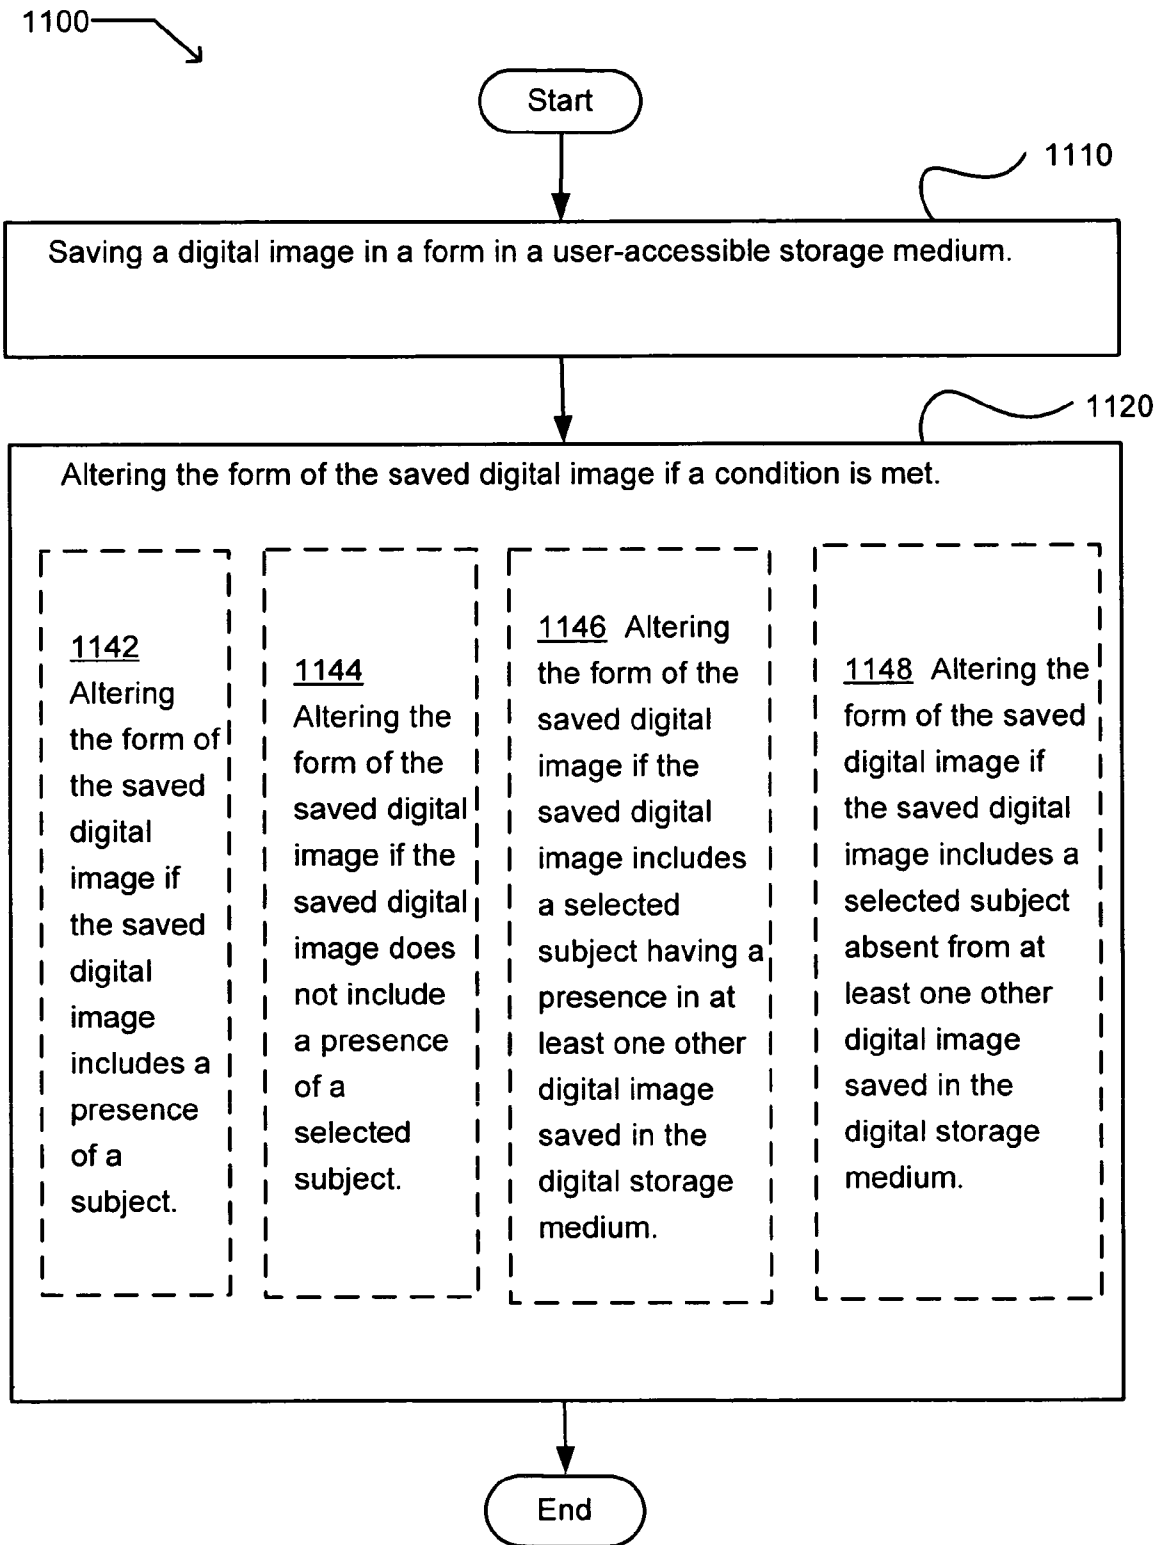 1100
Start
1110
Saving a digital image in a form in a user-accessible storage medium.
1120
Altering the form of the saved digital image if a condition is met.
1142
Altering
the form of
the saved
digital
image if
the saved
digital
image
includes a
presence
of a
subject.
1144
Altering the
form of the
saved digital
image if the
saved digital
image does
not include
a presence
of a
selected
subject.
1146 Altering
the form of the
saved digital
image if the
saved digital
image includes
a selected
subject having a
presence in at
least one other
digital image
saved in the
digital storage
medium.
1148 Altering the
form of the saved
digital image if
the saved digital
image includes a
selected subject
absent from at
least one other
digital image
saved in the
digital storage
medium.
End